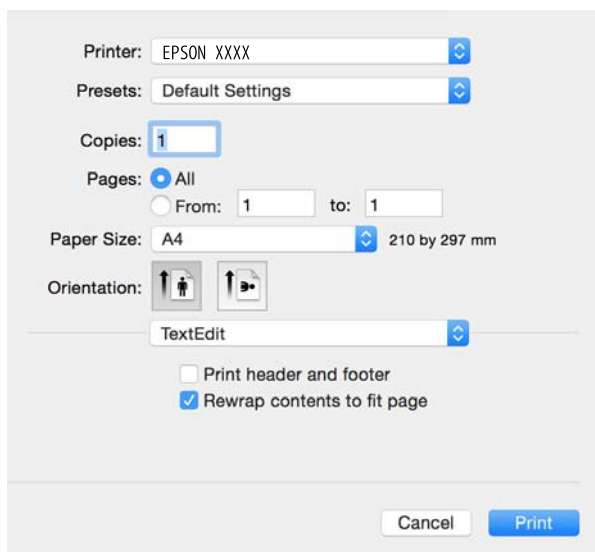 Printer: EPSON XXXX
Presets: Default Settings
Copies: 1
Pages: All
From: 1 to: 1
Paper Size: A4 210 by 297 mm
Orientation:
TextEdit
Print header and footer
Rewrap contents to fit page
Cancel Print